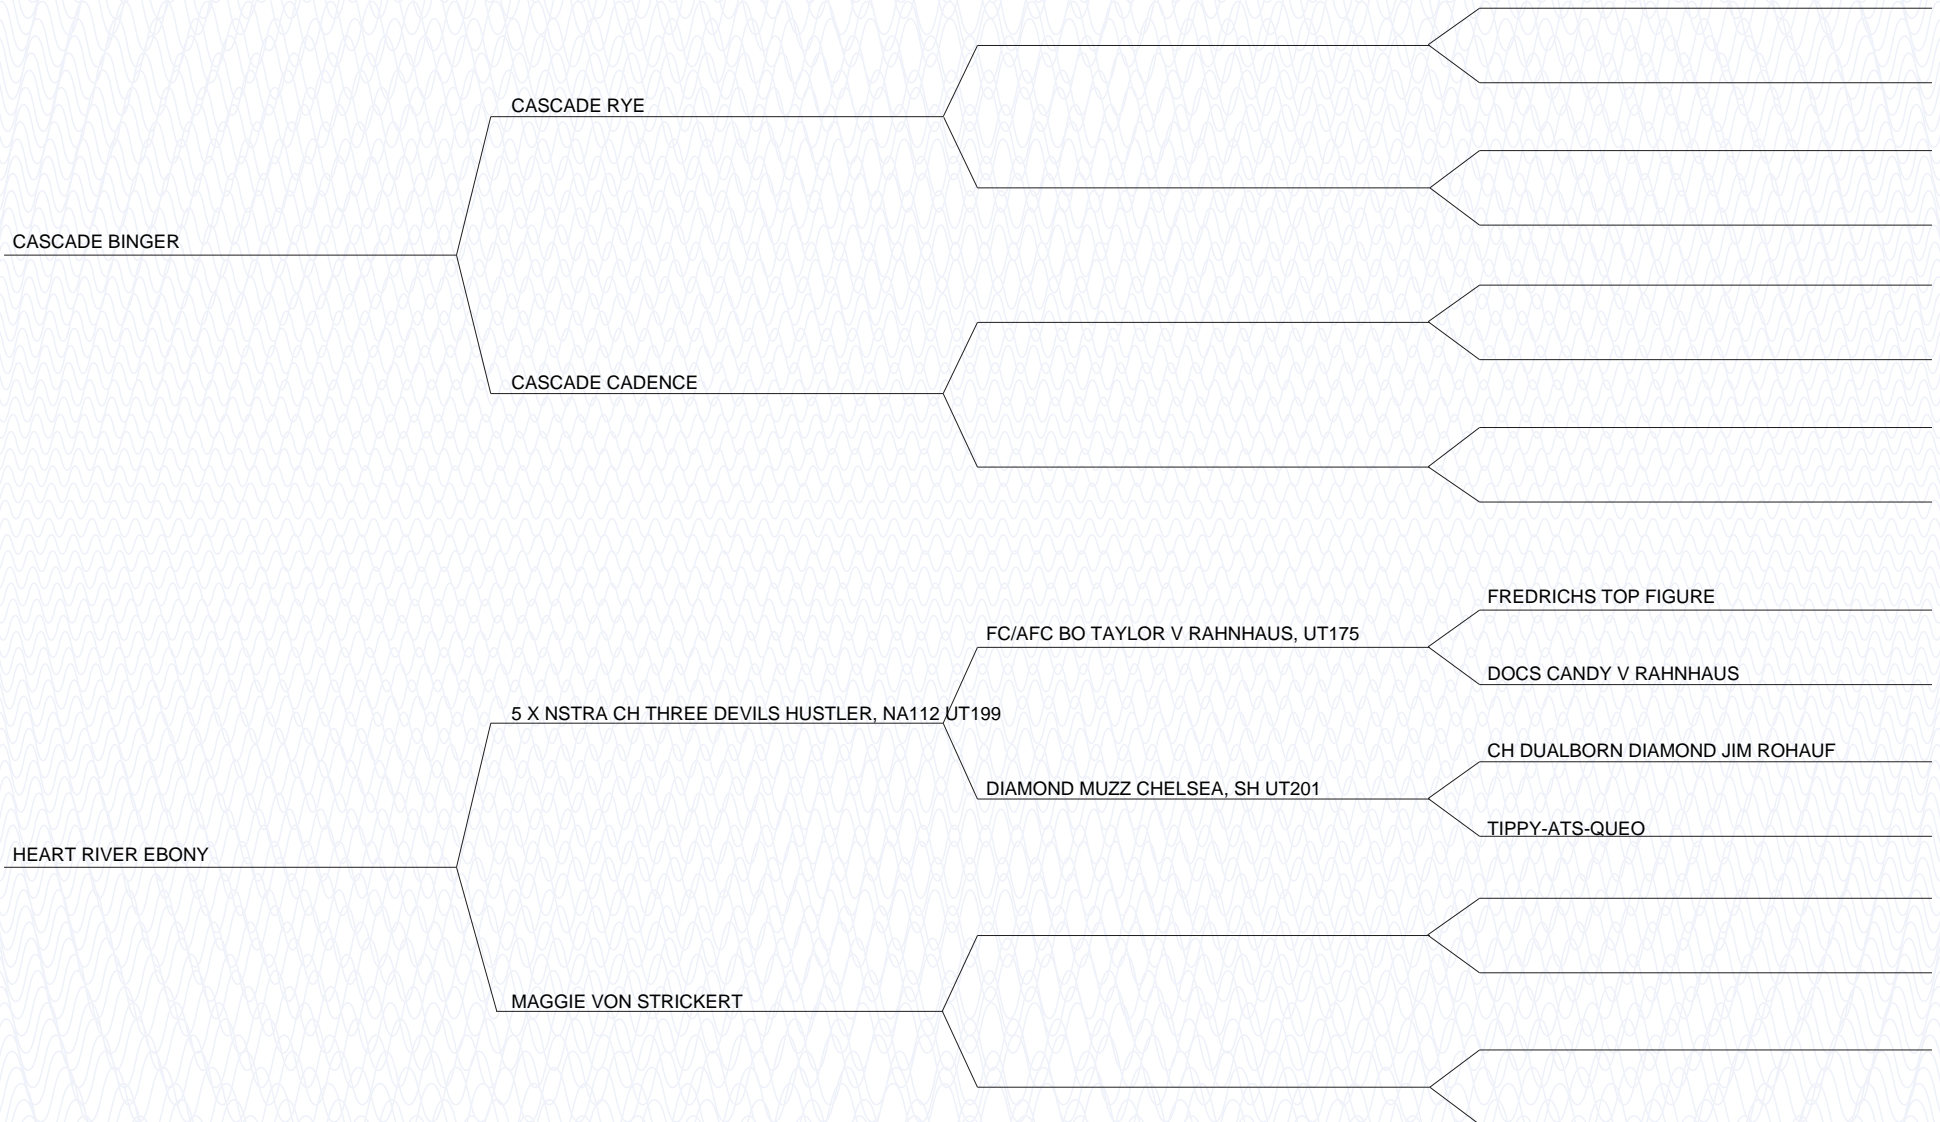 CASCADE RYE
CASCADE BINGER
CASCADE CADENCE
FREDRICHS TOP FIGURE
FC/AFC BO TAYLOR V RAHNHAUS, UT175
DOCS CANDY V RAHNHAUS
5 X NSTRA CH THREE DEVILS HUSTLER, NA112 UT199
CH DUALBORN DIAMOND JIM ROHAUF
DIAMOND MUZZ CHELSEA, SH UT201
TIPPY-ATS-QUEO
HEART RIVER EBONY
MAGGIE VON STRICKERT